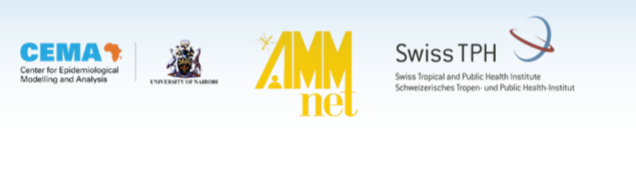 CEMA
Center for Epidemiological
Modelling and Analysis
UNIVERSITY OF NAIROBI
AMM
net
Swiss TPH
Swiss Tropical and Public Health Institute
Schweizerisches Tropen- und Public Health-Institut